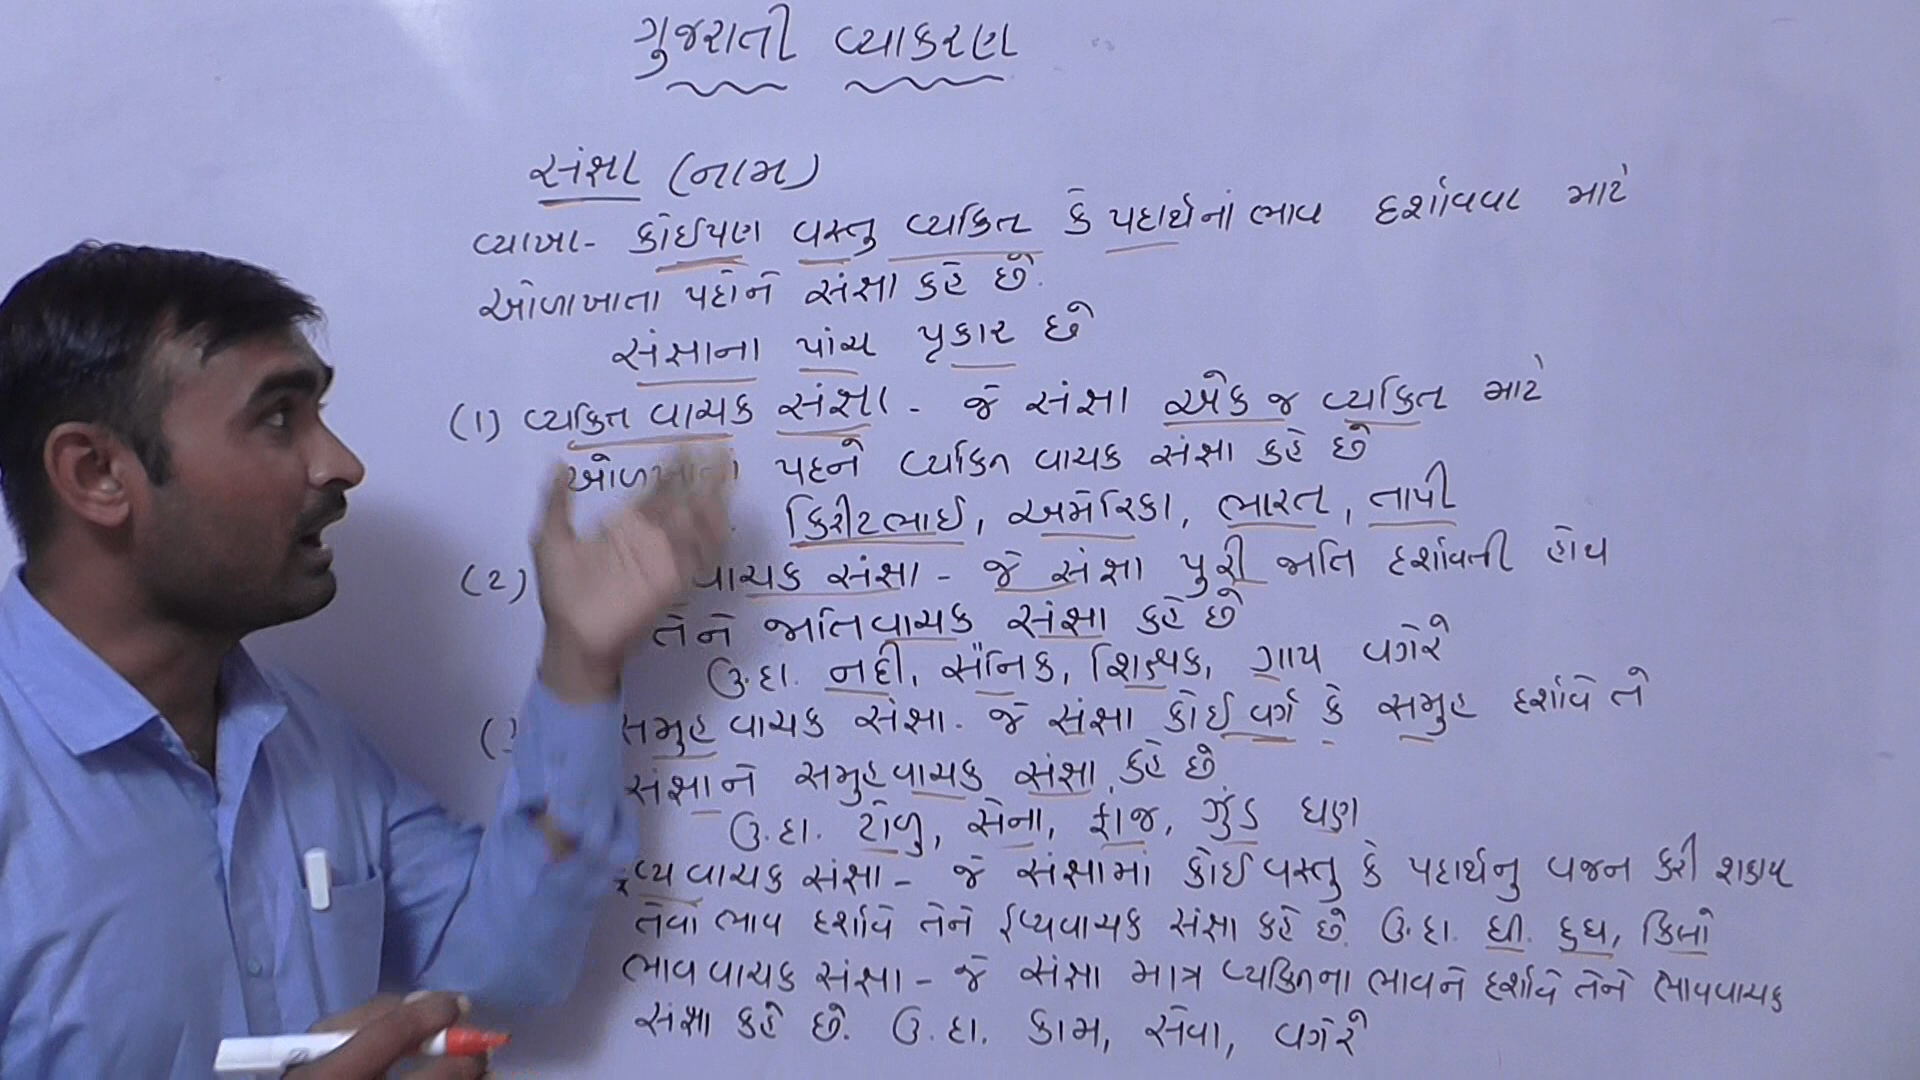 ગુજરાતી વ્યાકરણ
સંજ્ઞા (નામ)
વ્યાખા - કોઈપણ વસ્તુ વ્યકિત કે પદાર્થનાં ભાવ દર્શાવવા માટે
ઓળાખાતા પદોને સંજ્ઞા કહે છે.
સંજ્ઞાના પાંચ પ્રકાર છે
(1) વ્યકિત વાચક સંજ્ઞા - જે સંજ્ઞા એક જ વ્યકિત માટે
પદને વ્યકિત વાચક સંજ્ઞા કહે છે
કિરીટભાઈ, અમેરિકા, ભારત, તાપી
(2) વાચક સંજ્ઞા - જે સંજ્ઞા પુરી જાતિ દર્શાવતી હોય
તેને જાતિવાચક સંજ્ઞા કહે છે
ઉ.દા. નદી, સૈનિક, શિક્ષક, ગાય વગેરે
સમુહ વાચક સંજ્ઞા. જે સંજ્ઞા કોઈ વર્ગ કે સમુહ દર્શાવે તે
સંજ્ઞાને સમુહવાચક સંજ્ઞા કહે છે
ઉ.દા. ટોળુ, સેના, ફોજ, ઝુંડ ધણ
વાચક સંજ્ઞા - જે સંજ્ઞામાં કોઈ વસ્તુ કે પદાર્થનુ વજન કરી શકાય
તેવા ભાવ દર્શાવે તેને દ્રવ્યવાચક સંજ્ઞા કહે છે. ઉ.દા. ઘી. દુધ, કિલો
ભાવ વાચક સંજ્ઞા - જે સંજ્ઞા માત્ર વ્યકિતના ભાવને દર્શાવે તેને ભાવવાચક
સંજ્ઞા કહે છે. ઉ.દા. કામ, સેવા, વગેરે